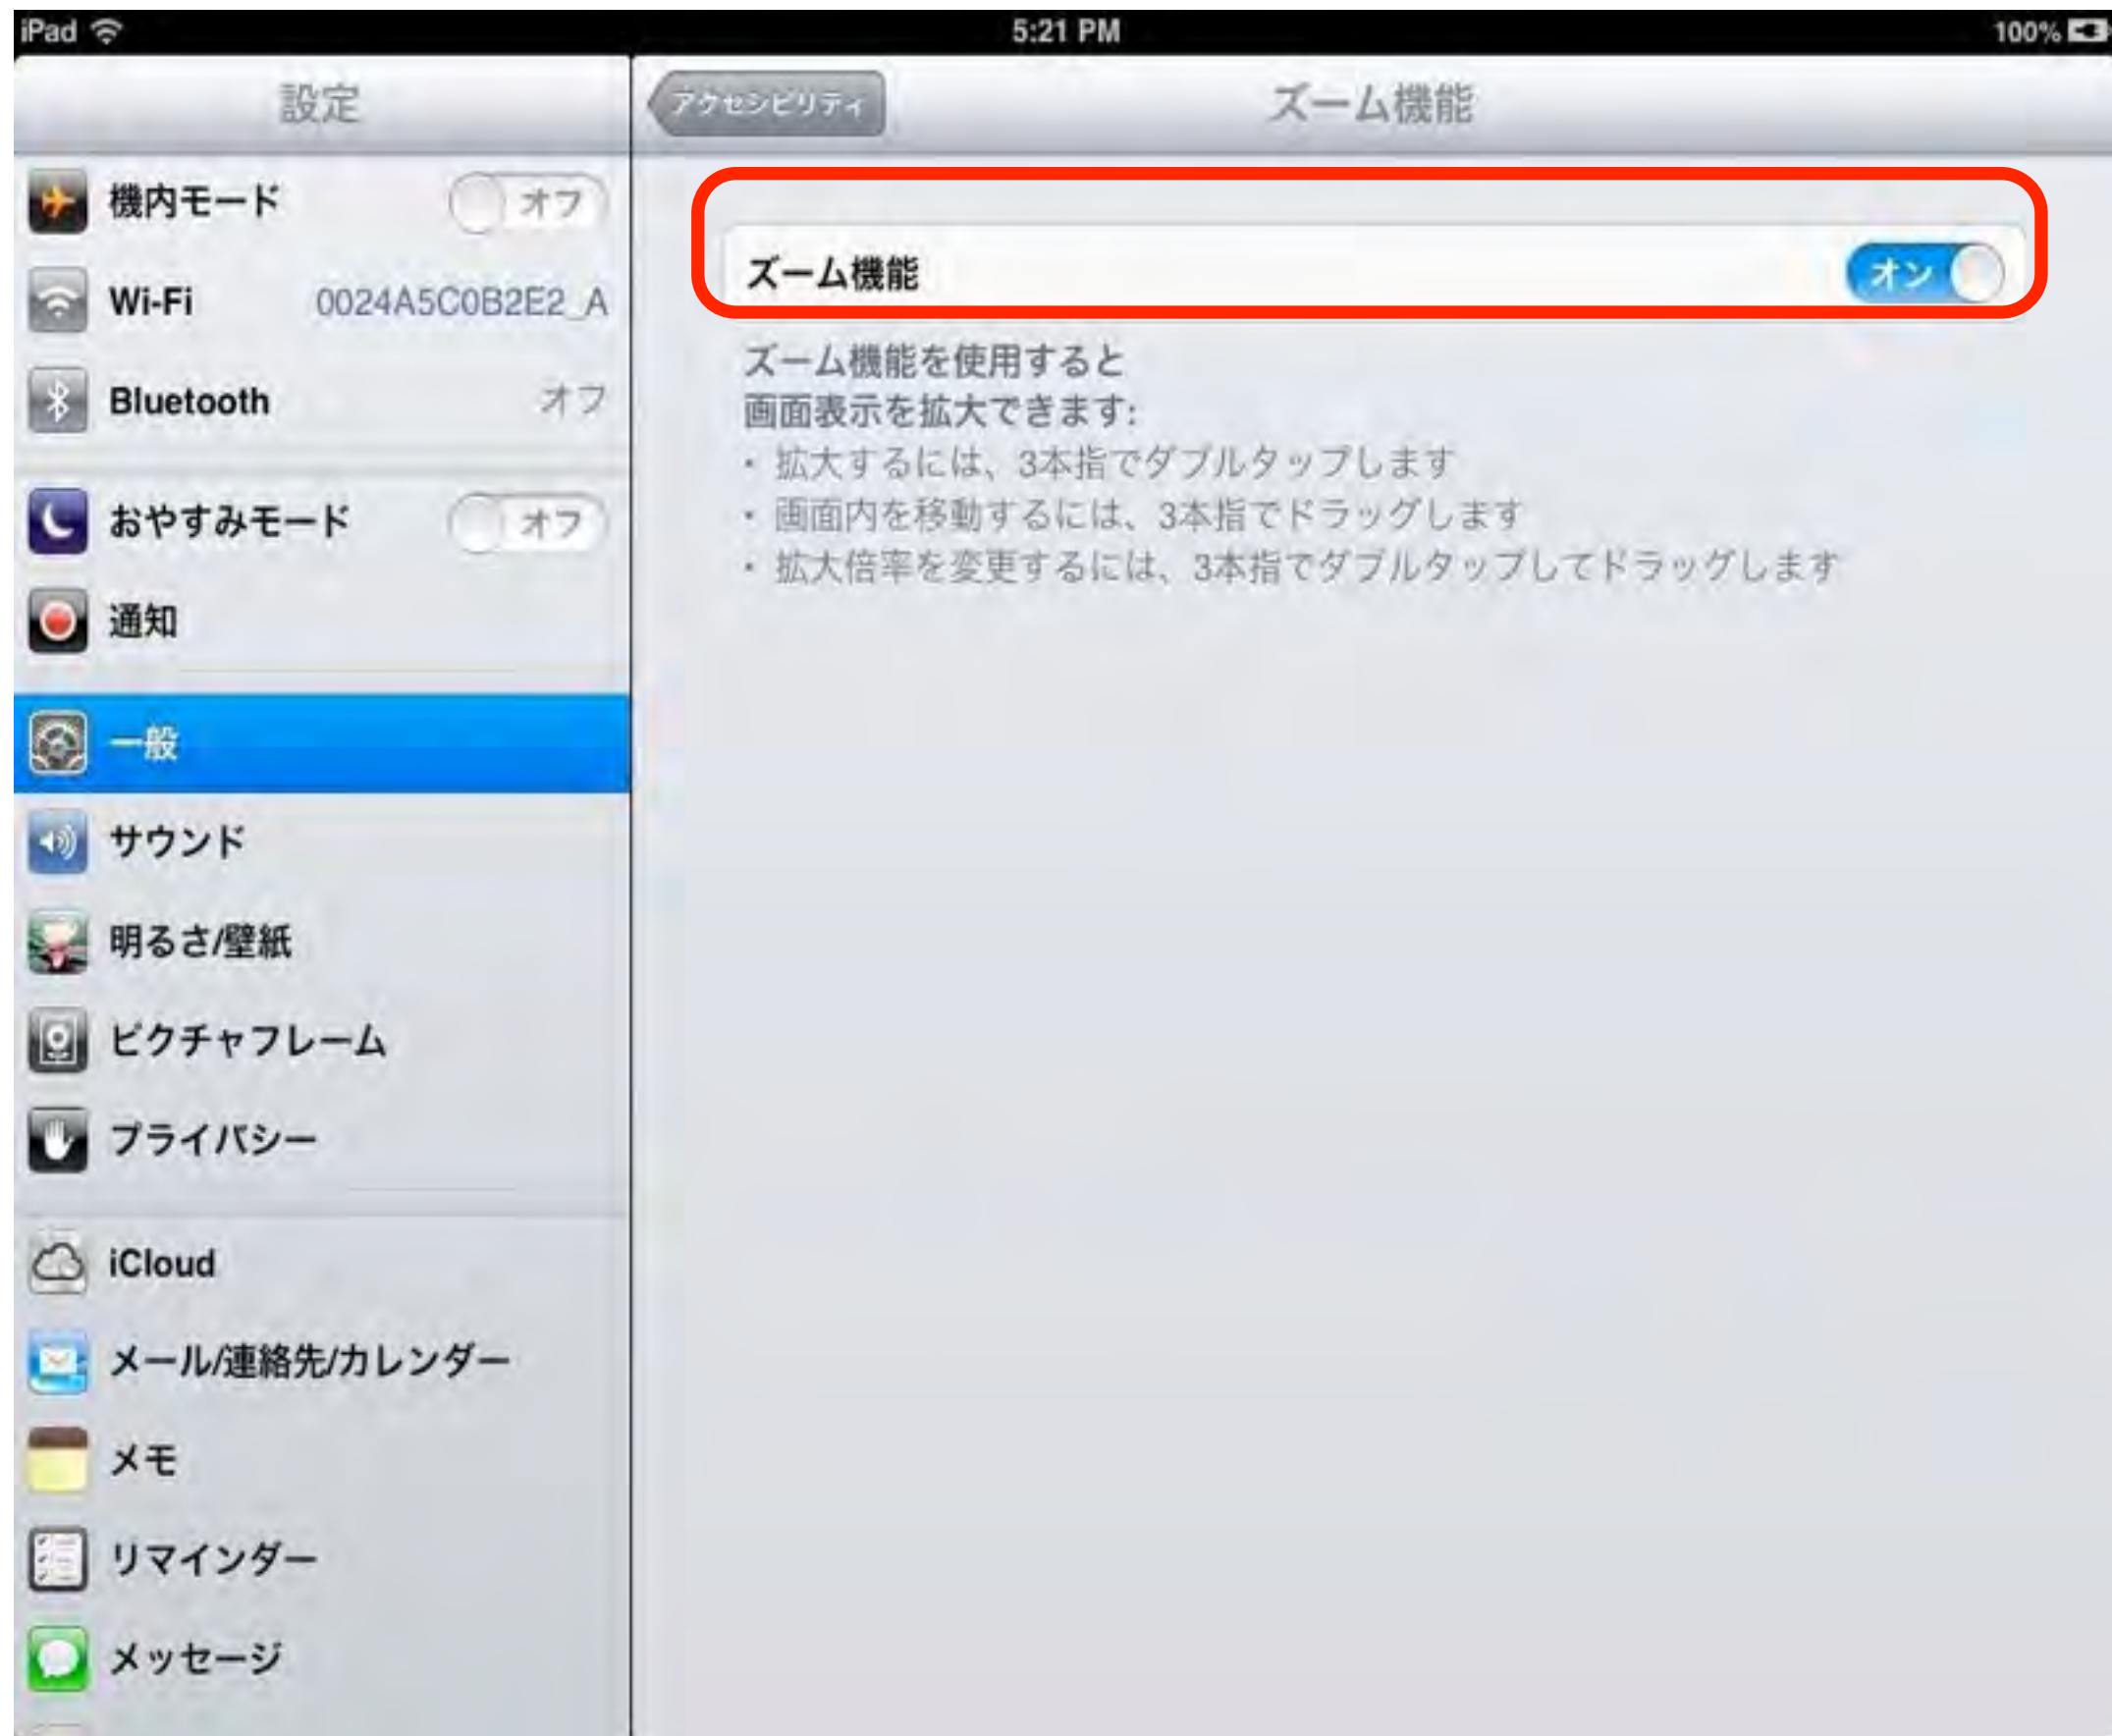 iPad
5:21 PM
100%
設定
アクセシビリティ
ズーム機能
機内モード オフ
Wi-Fi 0024A5C0B2E2_A
Bluetooth オフ
おやすみモード オフ
通知
一般
サウンド
明るさ/壁紙
ピクチャフレーム
プライバシー
iCloud
メール/連絡先/カレンダー
メモ
リマインダー
メッセージ
ズーム機能 オン
ズーム機能を使用すると
画面表示を拡大できます:
・ 拡大するには、3本指でダブルタップします
・ 画面内を移動するには、3本指でドラッグします
・ 拡大倍率を変更するには、3本指でダブルタップしてドラッグします